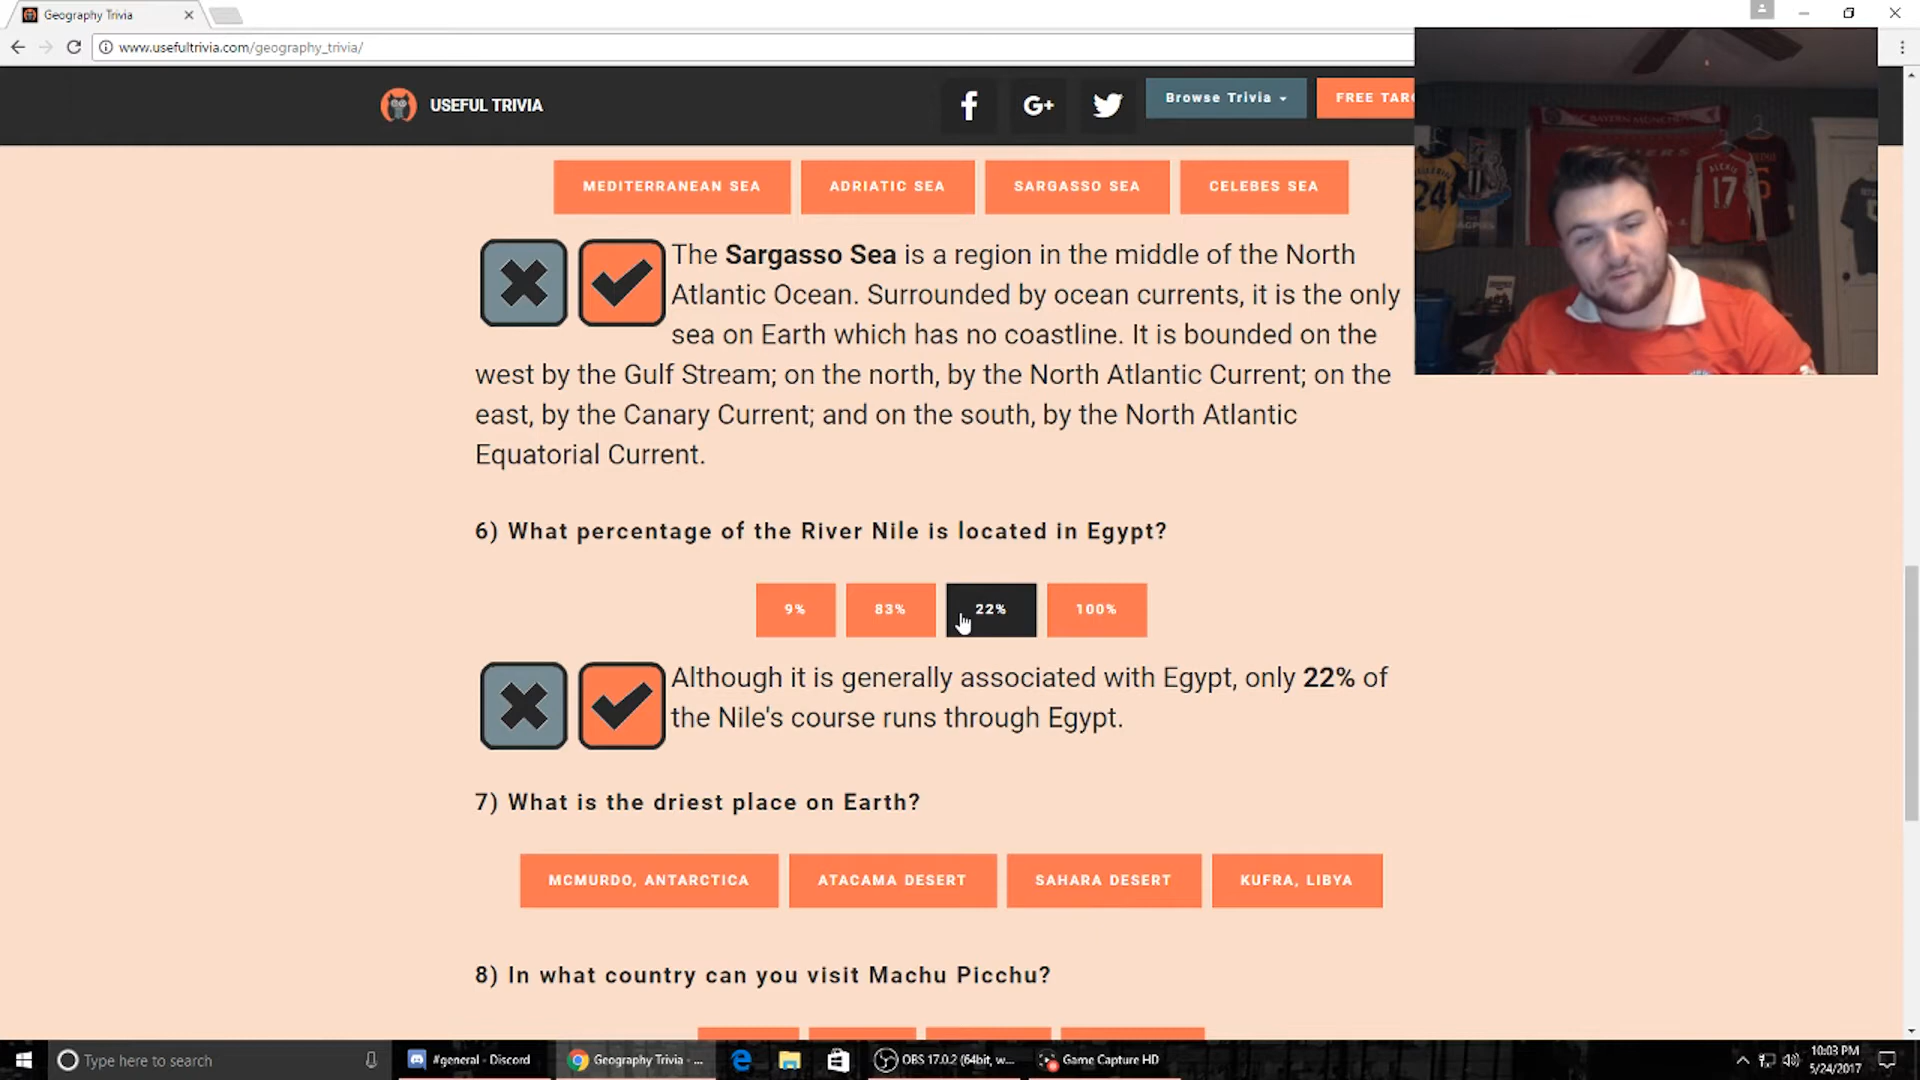 Geography Trivia
www.usefultrivia.com/geography_trivia/
USEFUL TRIVIA
Browse Trivia
FREE TAR
MEDITERRANEAN SEA
ADRIATIC SEA
SARGASSO SEA
CELEBES SEA
ALEXIS
17
24
The Sargasso Sea is a region in the middle of the North
Atlantic Ocean. Surrounded by ocean currents, it is the only
sea on Earth which has no coastline. It is bounded on the
west by the Gulf Stream; on the north, by the North Atlantic Current; on the
east, by the Canary Current; and on the south, by the North Atlantic
Equatorial Current.
6) What percentage of the River Nile is located in Egypt?
9%
83%
22%
100%
Although it is generally associated with Egypt, only 22% of
the Nile's course runs through Egypt.
7) What is the driest place on Earth?
MCMURDO, ANTARCTICA
ATACAMA DESERT
SAHARA DESERT
KUFRA, LIBYA
8) In what country can you visit Machu Picchu?
Type here to search
#general - Discord
Geography Trivia - ...
OBS 17.0.2 (64bit, w...
Game Capture HD
10:03 PM
5/24/2017